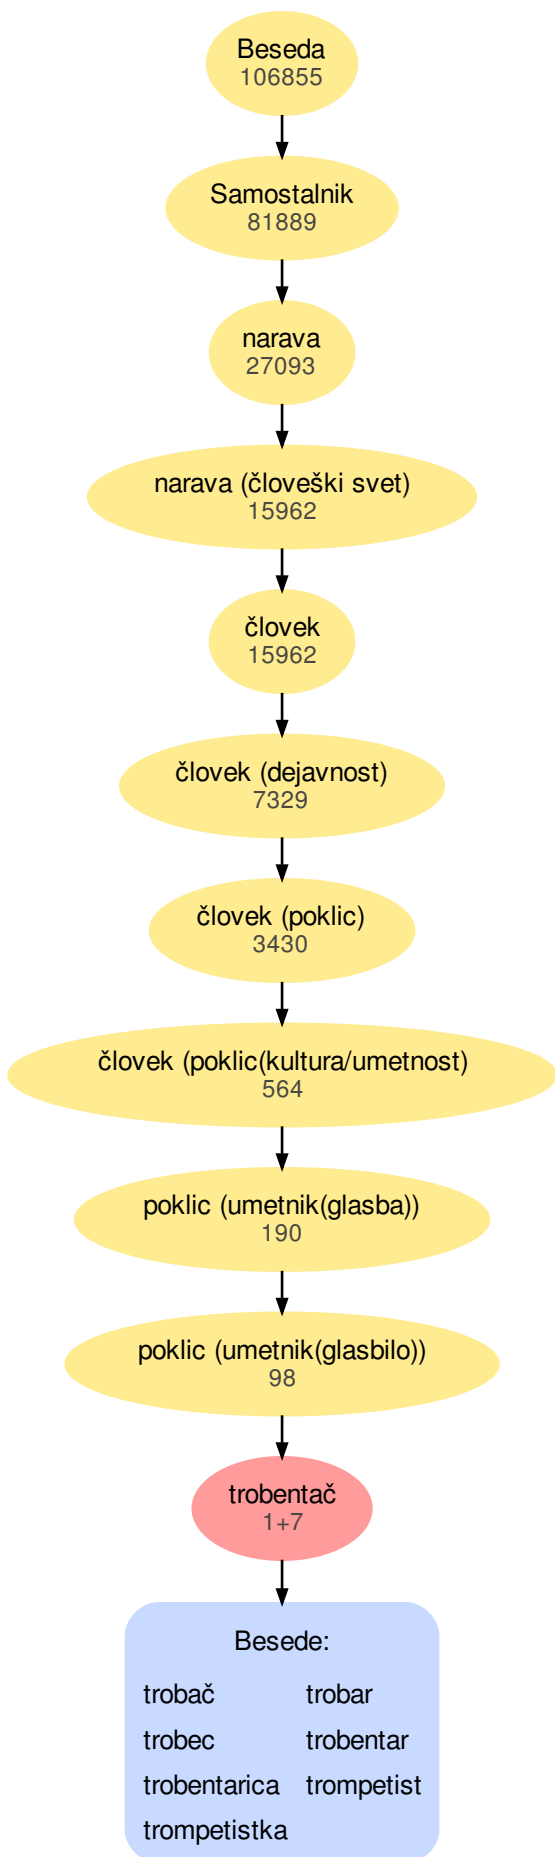 Beseda
106855
Samostalnik
81889
narava
27093
narava (človeški svet)
15962
človek
15962
človek (dejavnost)
7329
človek (poklic)
3430
človek (poklic(kultura/umetnost)
564
poklic (umetnik(glasba))
190
poklic (umetnik(glasbilo))
98
trobentač
1+7
Besede:
trobač trobar
trobec trobentar
trobentarica trompetist
trompetistka